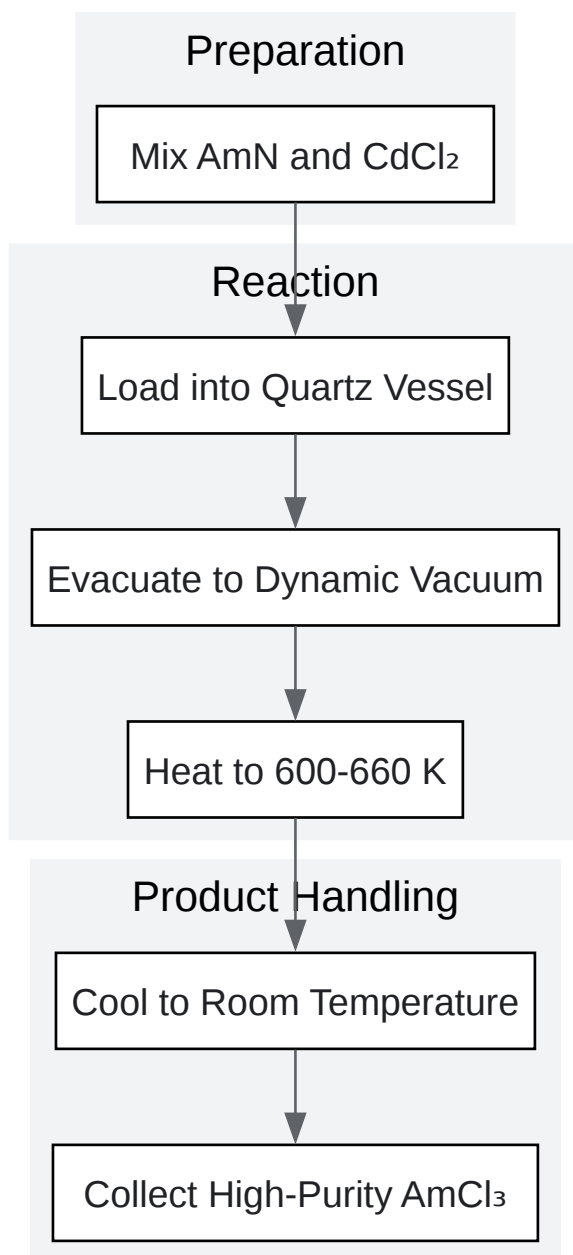 Preparation
Mix AmN and CdCl₂
Reaction
Load into Quartz Vessel
Evacuate to Dynamic Vacuum
Heat to 600-660 K
Product Handling
Cool to Room Temperature
Collect High-Purity AmCl₃